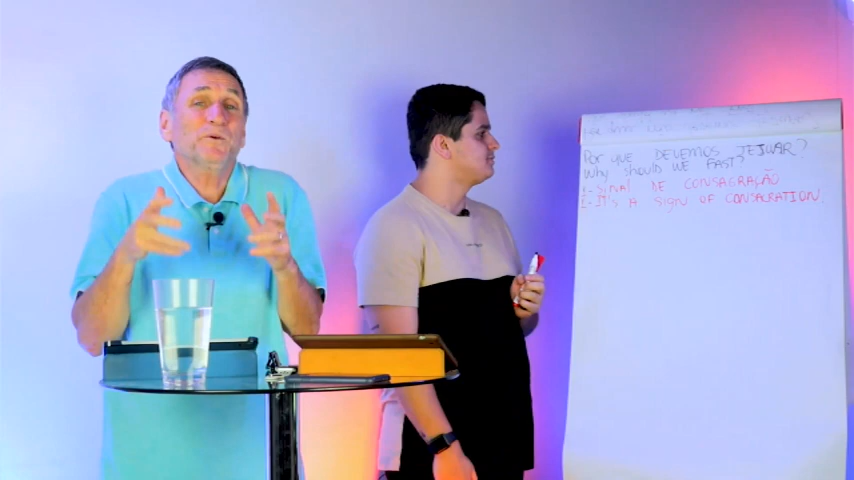 POR QUE DEVEMOS JEJUAR?
Why should WE FAST?
1-SINAL DE CONSAGRAÇÃO
1-IT'S A SIGN OF CONSACRATION.